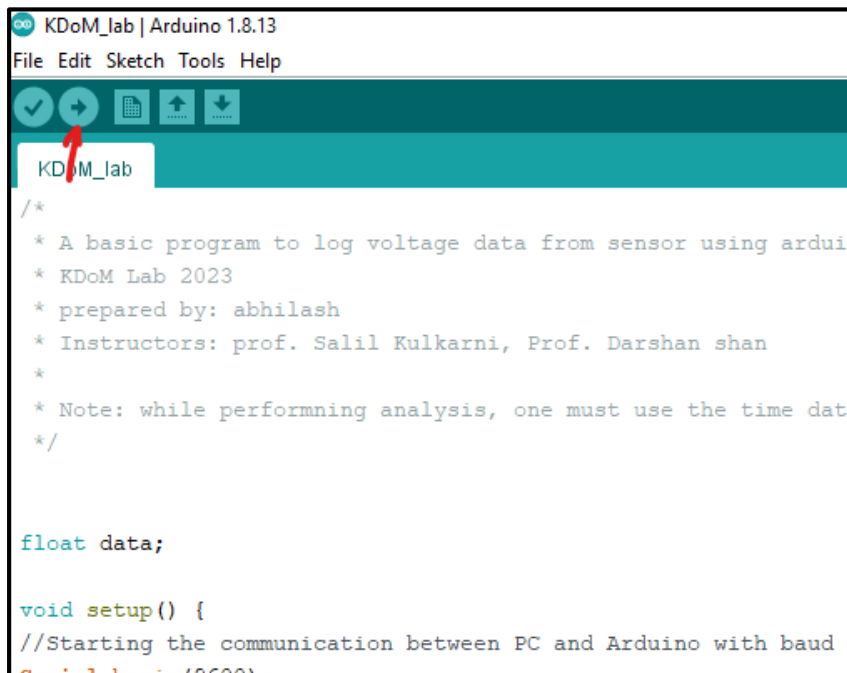 KDoM_lab | Arduino 1.8.13
File Edit Sketch Tools Help
KDoM_lab
/*
* A basic program to log voltage data from sensor using ardui
* KDoM Lab 2023
* prepared by: abhilash
* Instructors: prof. Salil Kulkarni, Prof. Darshan shan
*
* Note: while performning analysis, one must use the time dat
*/
float data;
void setup() {
//Starting the communication between PC and Arduino with baud